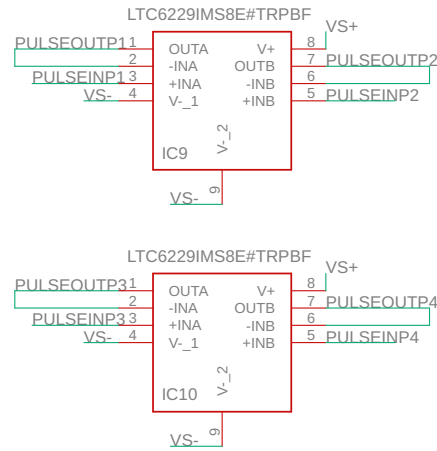 LTC6229IMS8E#TRPBF
VS+
PULSEOUTP1 1 OUTA V+ 8
2 -INA OUTB 7 PULSEOUTP2
PULSEINP1 3 +INA -INB 6
VS- 4 V-_1 +INB 5 PULSEINP2
V-_2
IC9
9
VS-
LTC6229IMS8E#TRPBF
VS+
PULSEOUTP3 1 OUTA V+ 8
2 -INA OUTB 7 PULSEOUTP4
PULSEINP3 3 +INA -INB 6
VS- 4 V-_1 +INB 5 PULSEINP4
V-_2
IC10
9
VS-